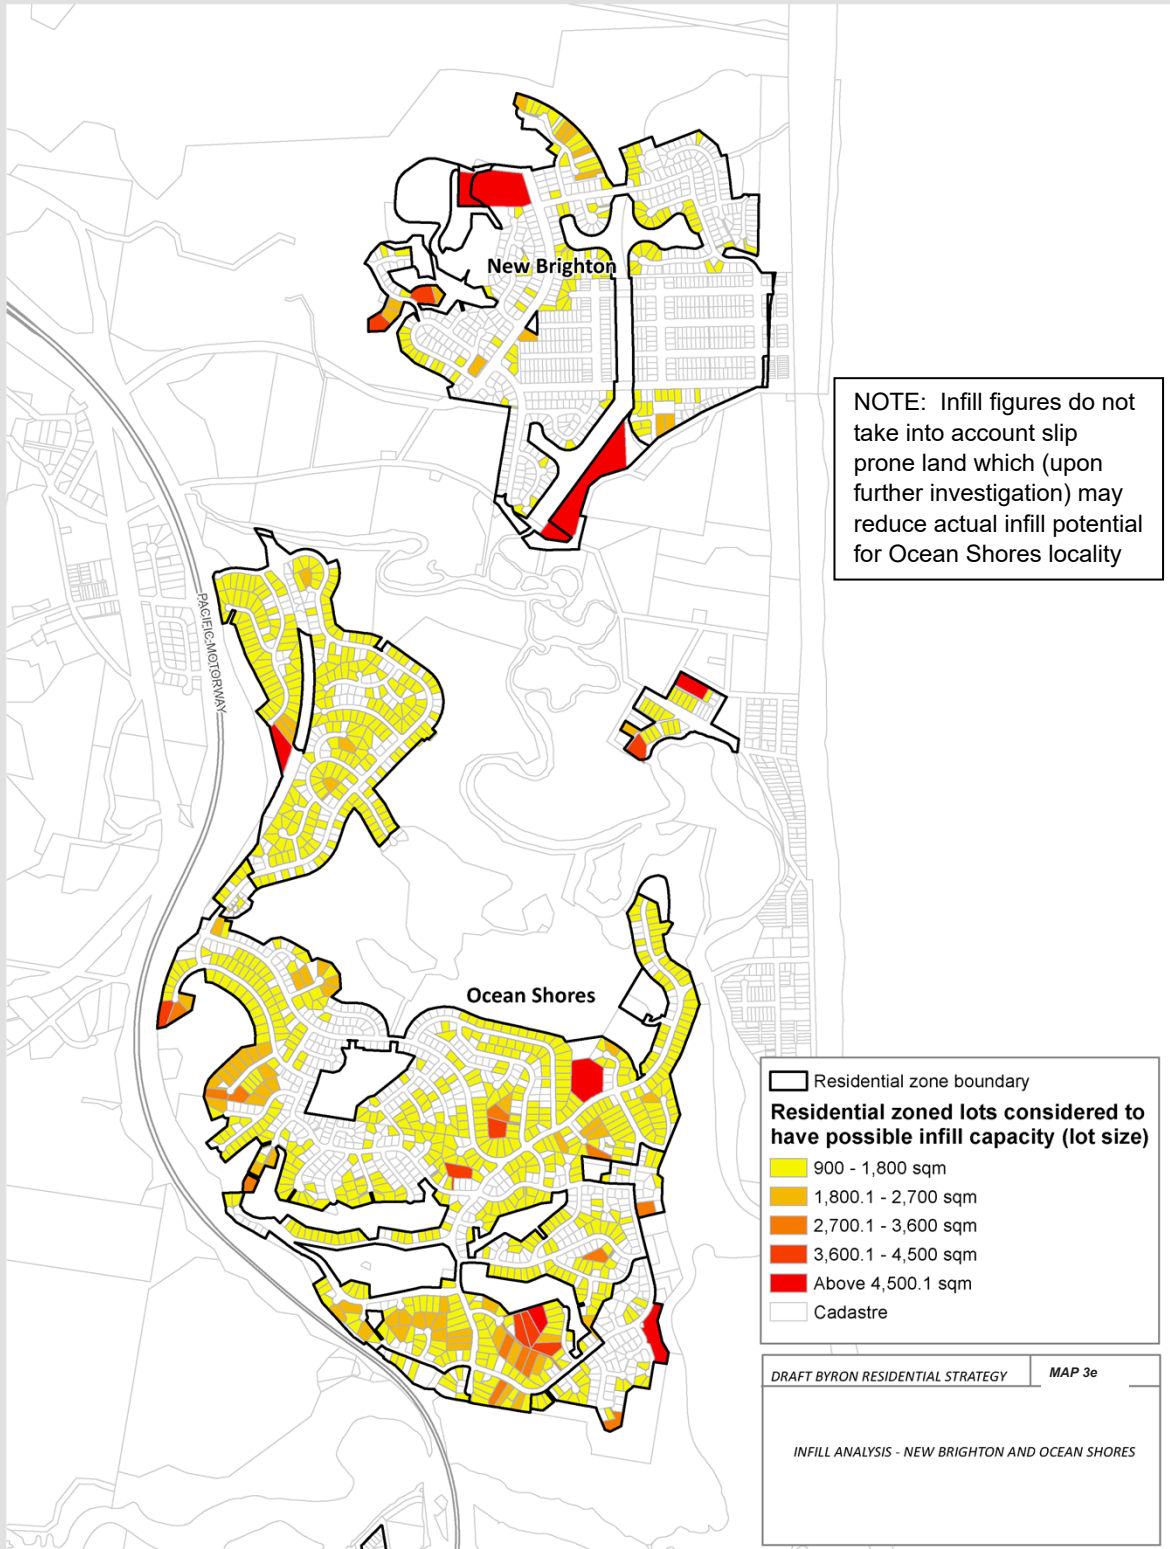 New Brighton
NOTE: Infill figures do not
take into account slip
prone land which (upon
further investigation) may
reduce actual infill potential
for Ocean Shores locality
PACIFIC-MOTORWAY
Ocean Shores
Residential zone boundary
Residential zoned lots considered to
have possible infill capacity (lot size)
900 - 1,800 sqm
1,800.1 - 2,700 sqm
2,700.1 - 3,600 sqm
3,600.1 - 4,500 sqm
Above 4,500.1 sqm
Cadastre
DRAFT BYRON RESIDENTIAL STRATEGY
MAP 3e
INFILL ANALYSIS - NEW BRIGHTON AND OCEAN SHORES